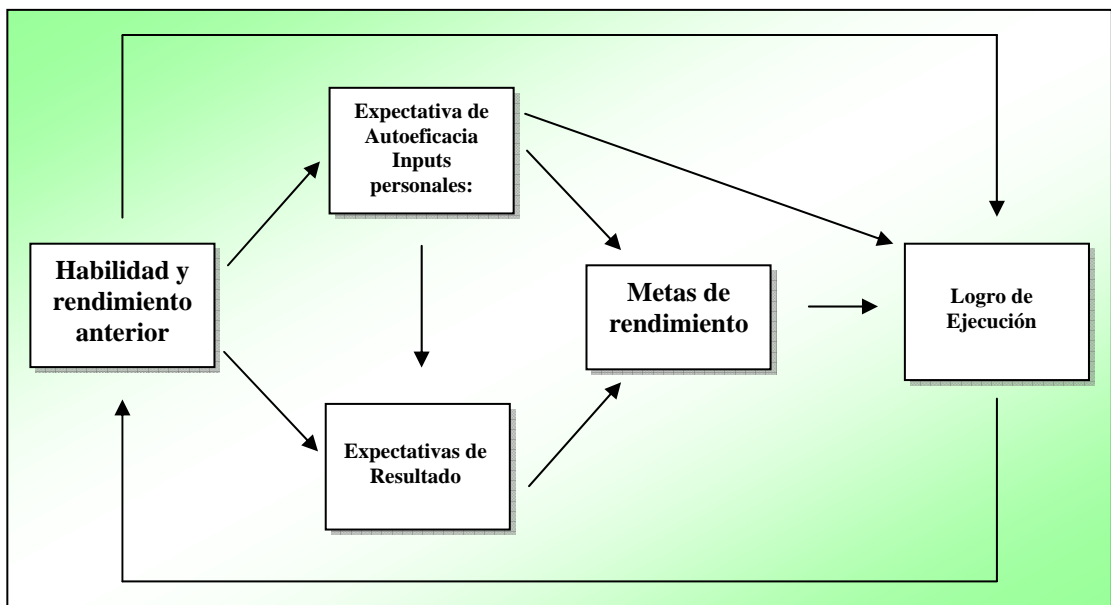 Expectativa de
Autoeficacia
Inputs
personales:
Habilidad y
rendimiento
anterior
Metas de
rendimiento
Logro de
Ejecución
Expectativas de
Resultado